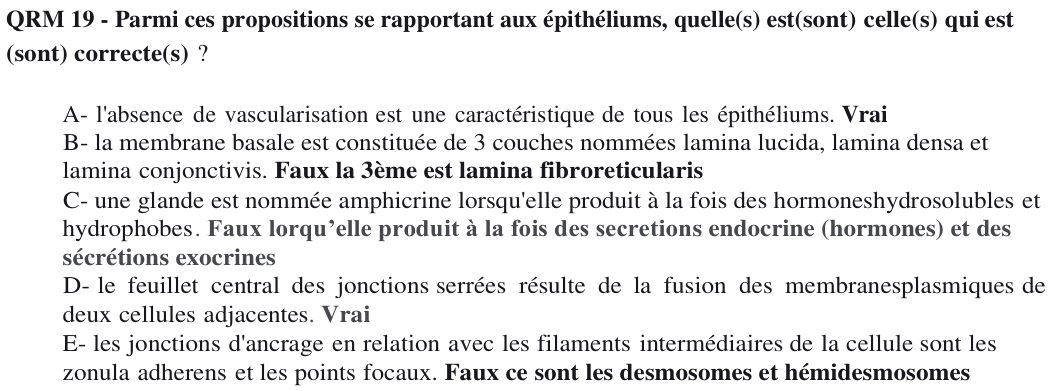 QRM 19 - Parmi ces propositions se rapportant aux épithéliums, quelle(s) est(sont) celle(s) qui est
(sont) correcte(s) ?
A- l'absence de vascularisation est une caractéristique de tous les épithéliums. Vrai
B- la membrane basale est constituée de 3 couches nommées lamina lucida, lamina densa et
lamina conjonctivis. Faux la 3ème est lamina fibroreticularis
C- une glande est nommée amphicrine lorsqu'elle produit à la fois des hormoneshydrosolubles et
hydrophobes. Faux lorqu’elle produit à la fois des secretions endocrine (hormones) et des
sécrétions exocrines
D- le feuillet central des jonctions serrées résulte de la fusion des membranesplasmiques de
deux cellules adjacentes. Vrai
E- les jonctions d'ancrage en relation avec les filaments intermédiaires de la cellule sont les
zonula adherens et les points focaux. Faux ce sont les desmosomes et hémidesmosomes